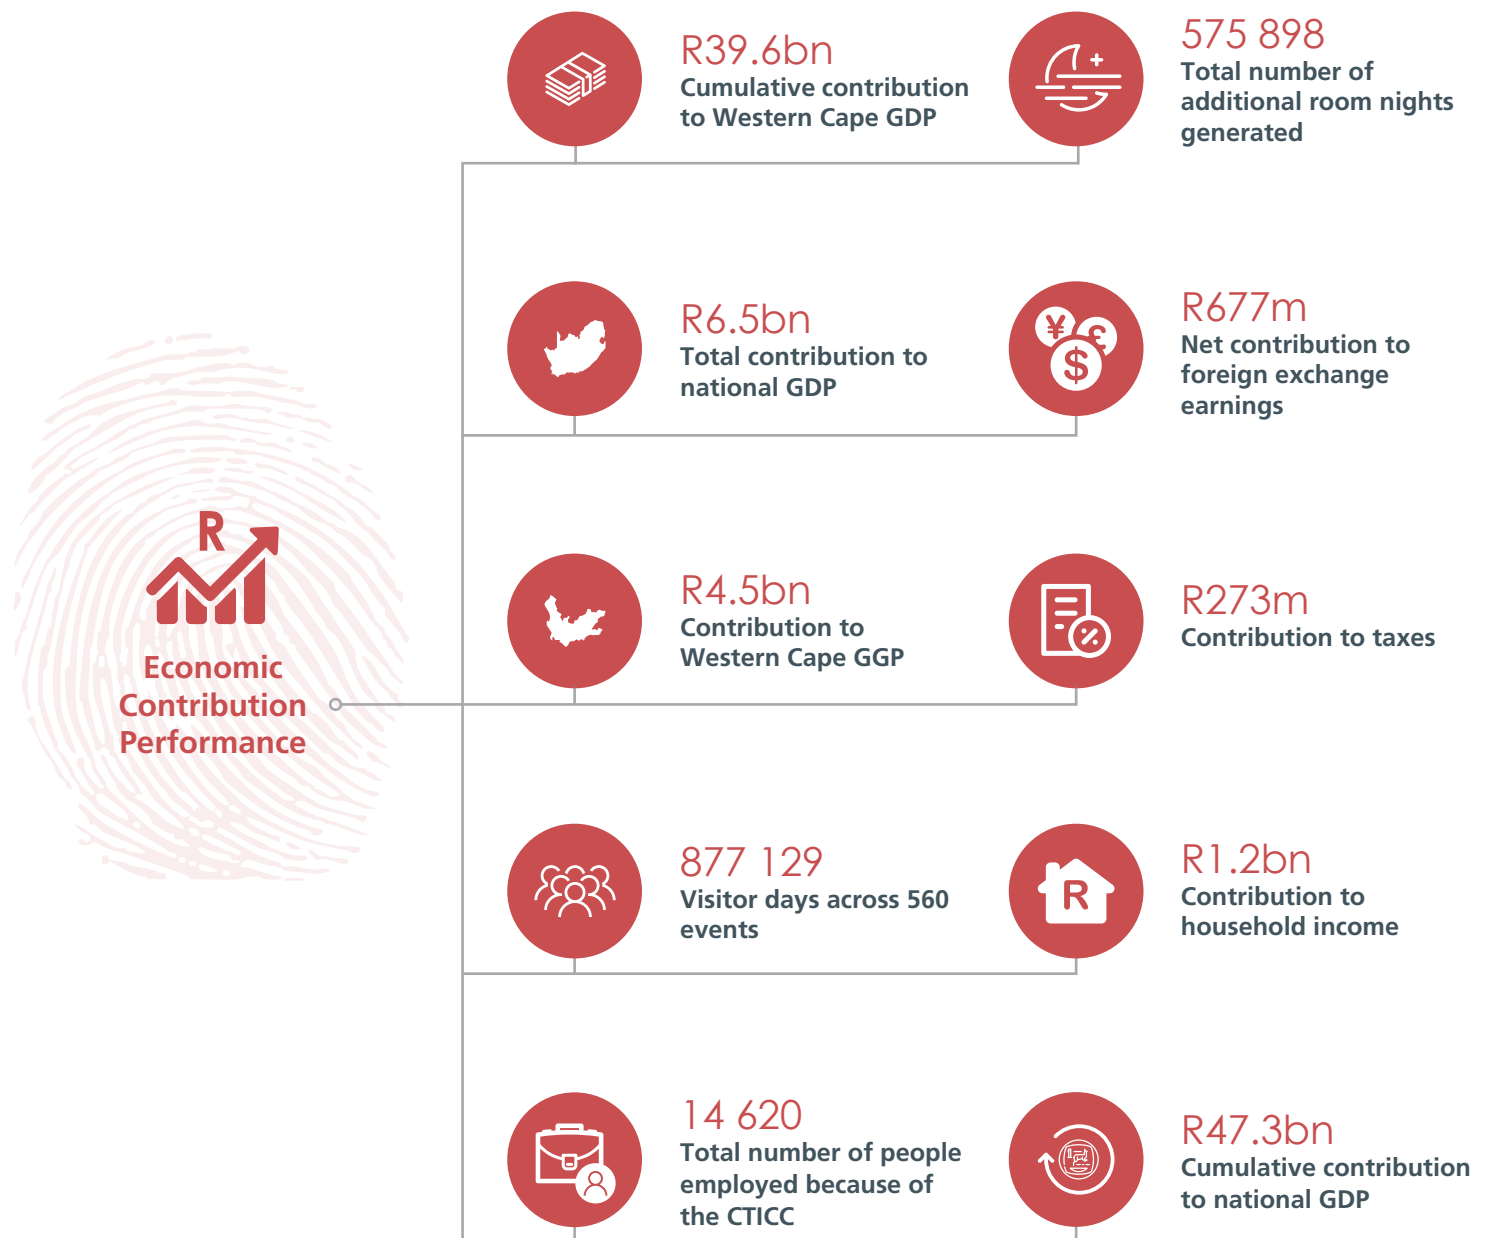 R39.6bn
Cumulative contribution
to Western Cape GDP
575 898
Total number of
additional room nights
generated
R6.5bn
Total contribution to
national GDP
¥ £
$
R677m
Net contribution to
foreign exchange
earnings
R
Economic
Contribution
Performance
R4.5bn
Contribution to
Western Cape GGP
%
R273m
Contribution to taxes
877 129
Visitor days across 560
events
R
R1.2bn
Contribution to
household income
14 620
Total number of people
employed because of
the CTICC
R47.3bn
Cumulative contribution
to national GDP